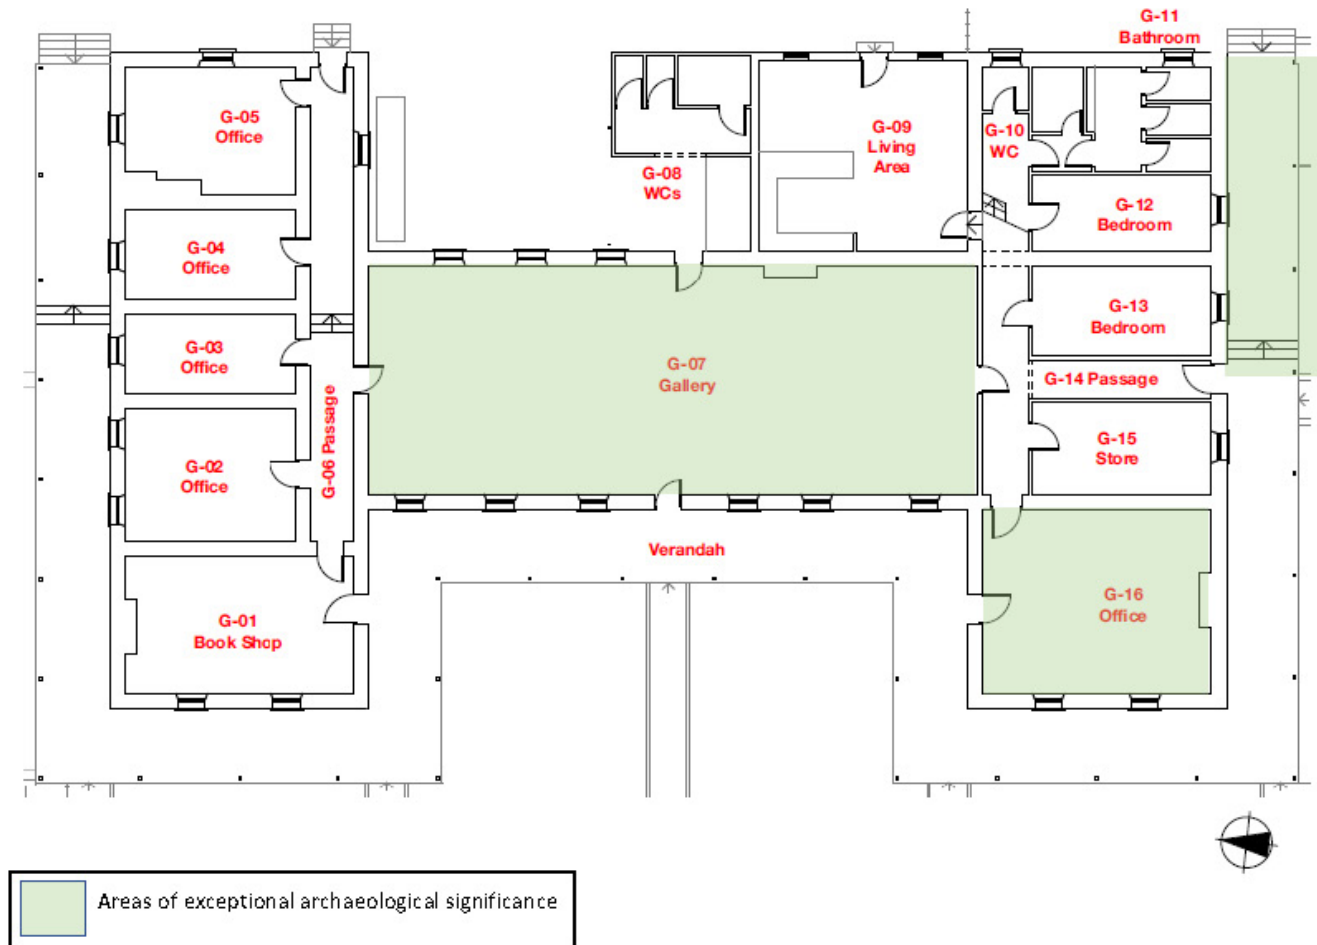 G-11
Bathroom
G-05
Office
G-09
Living
Area
G-10
WC
G-08
WCs
G-12
Bedroom
G-04
Office
G-13
Bedroom
G-03
Office
G-07
Gallery
G-14 Passage
G-06 Passage
G-02
Office
G-15
Store
Verandah
G-01
Book Shop
G-16
Office
Areas of exceptional archaeological significance